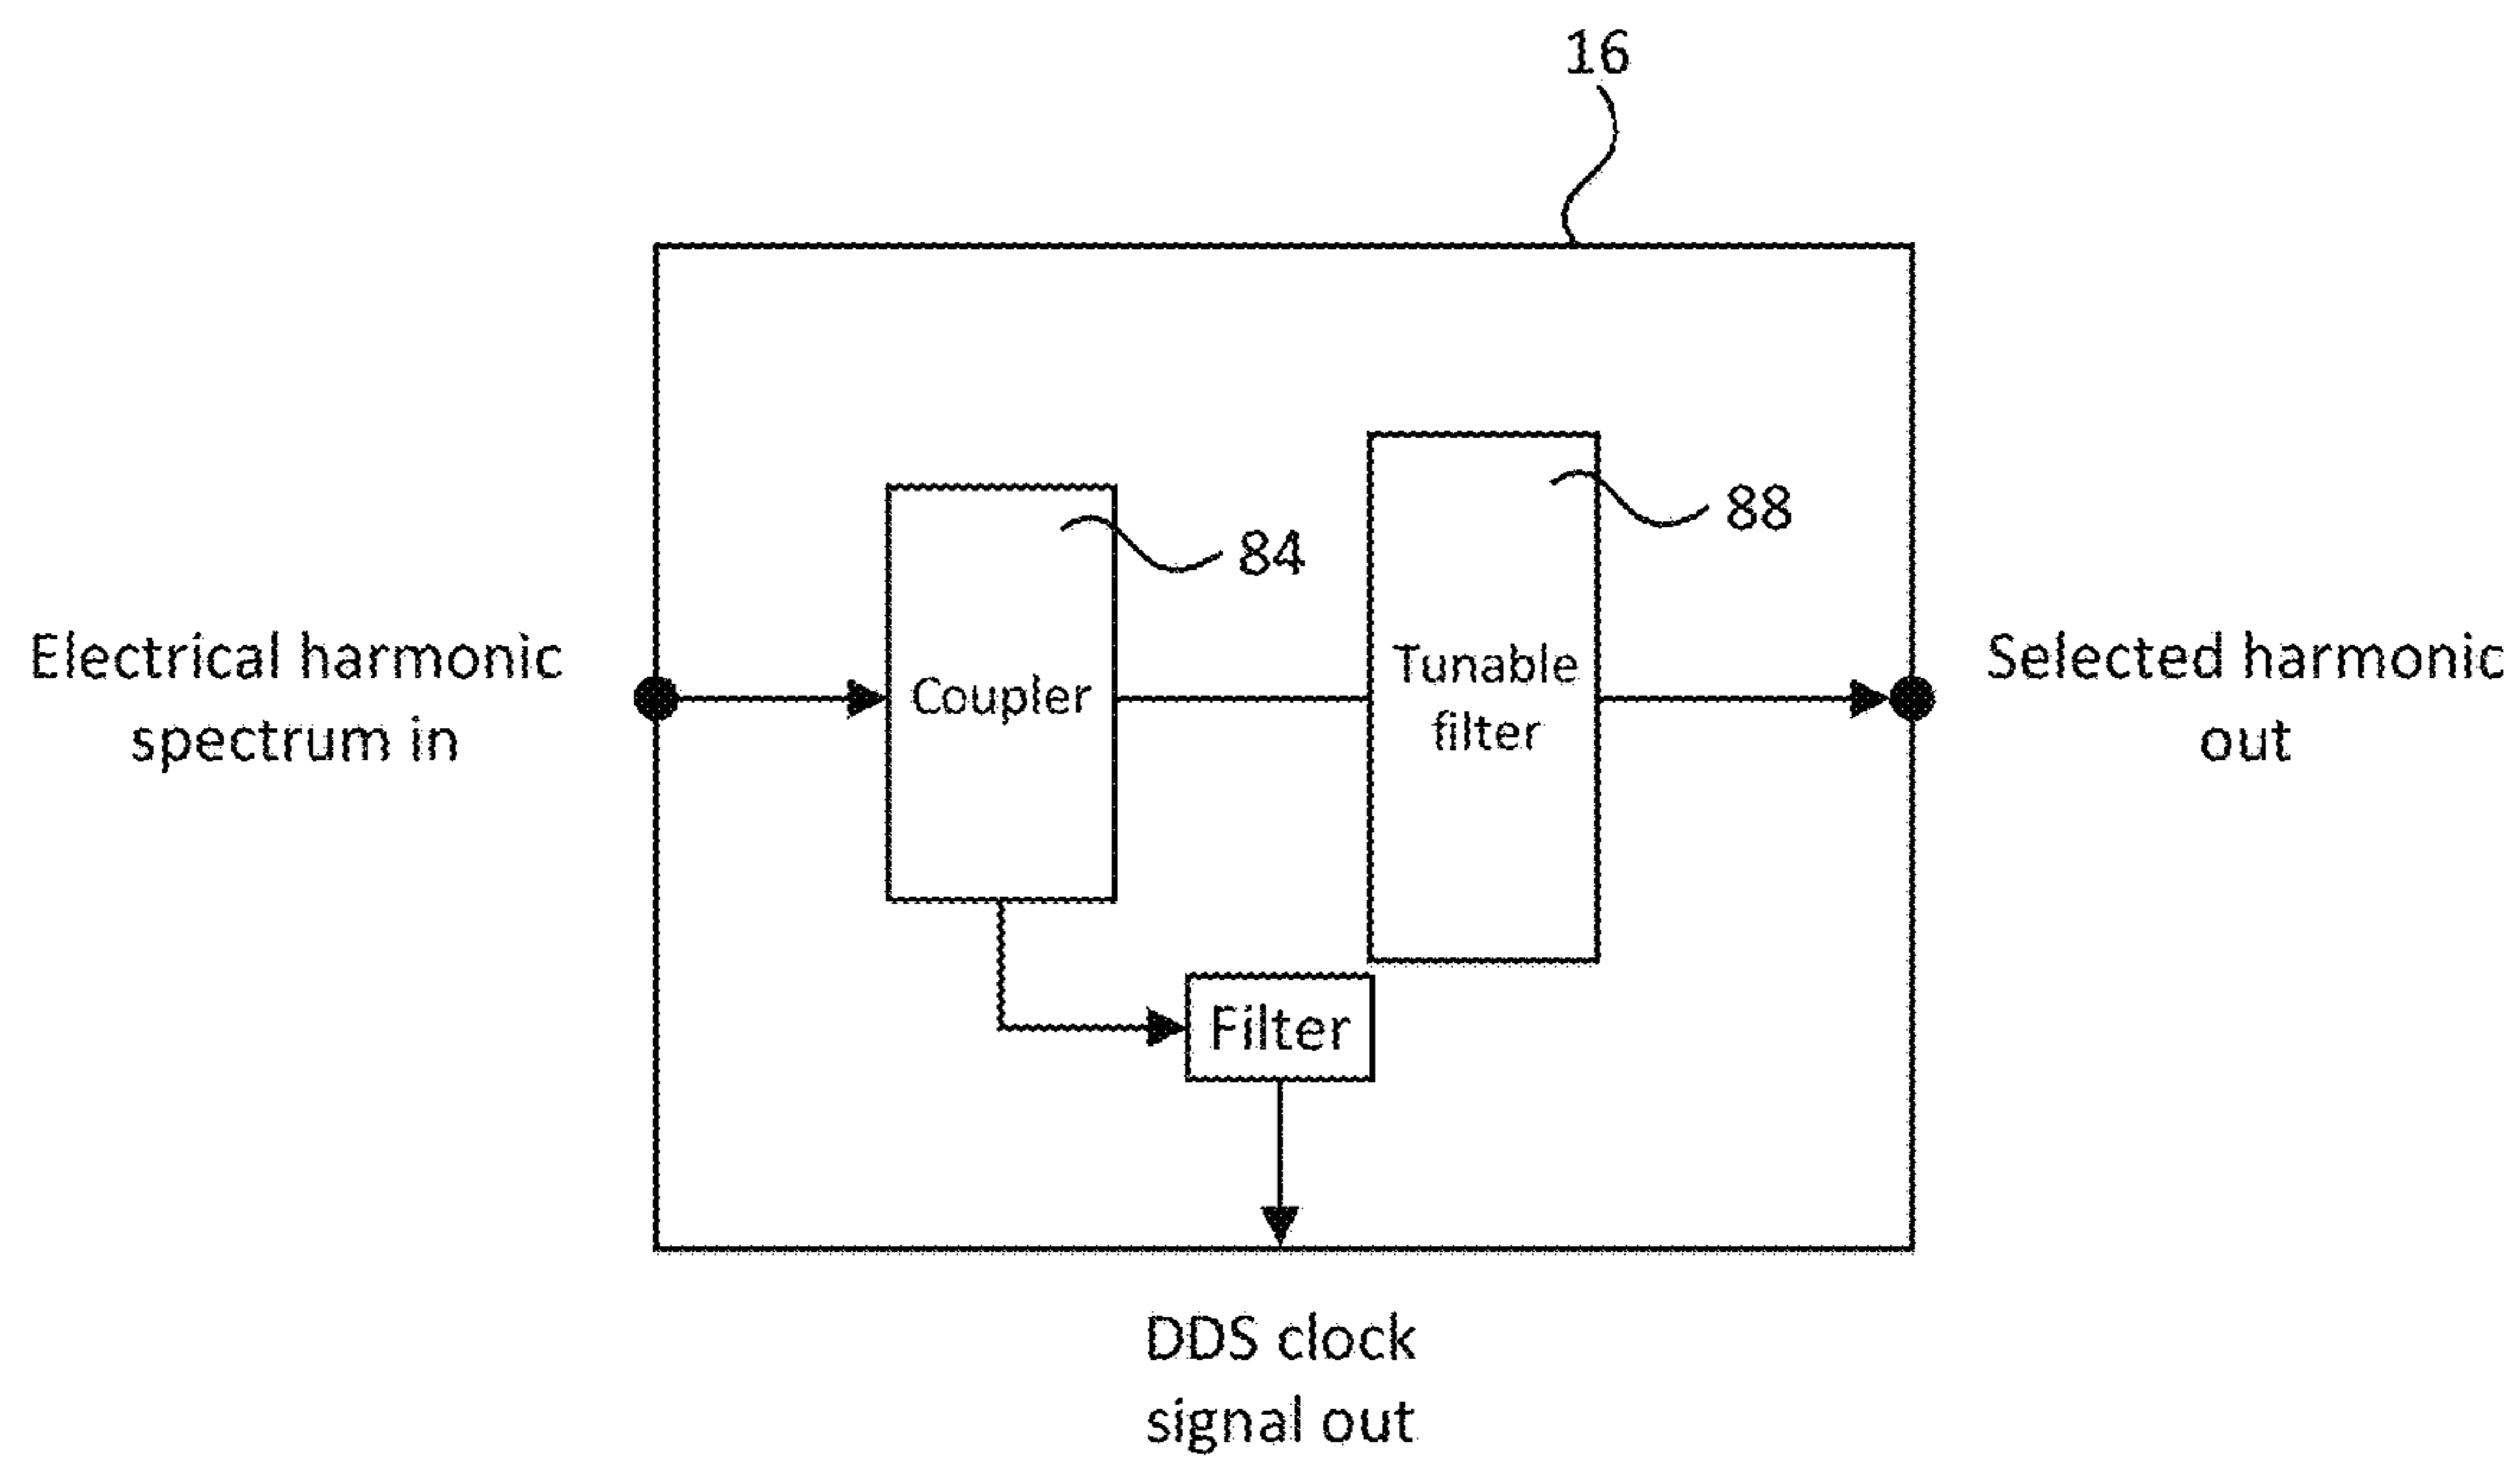 16
88
84
Electrical harmonic
spectrum in
Coupler
Tunable
filter
Selected harmonic
out
Filter
DDS clock
signal out